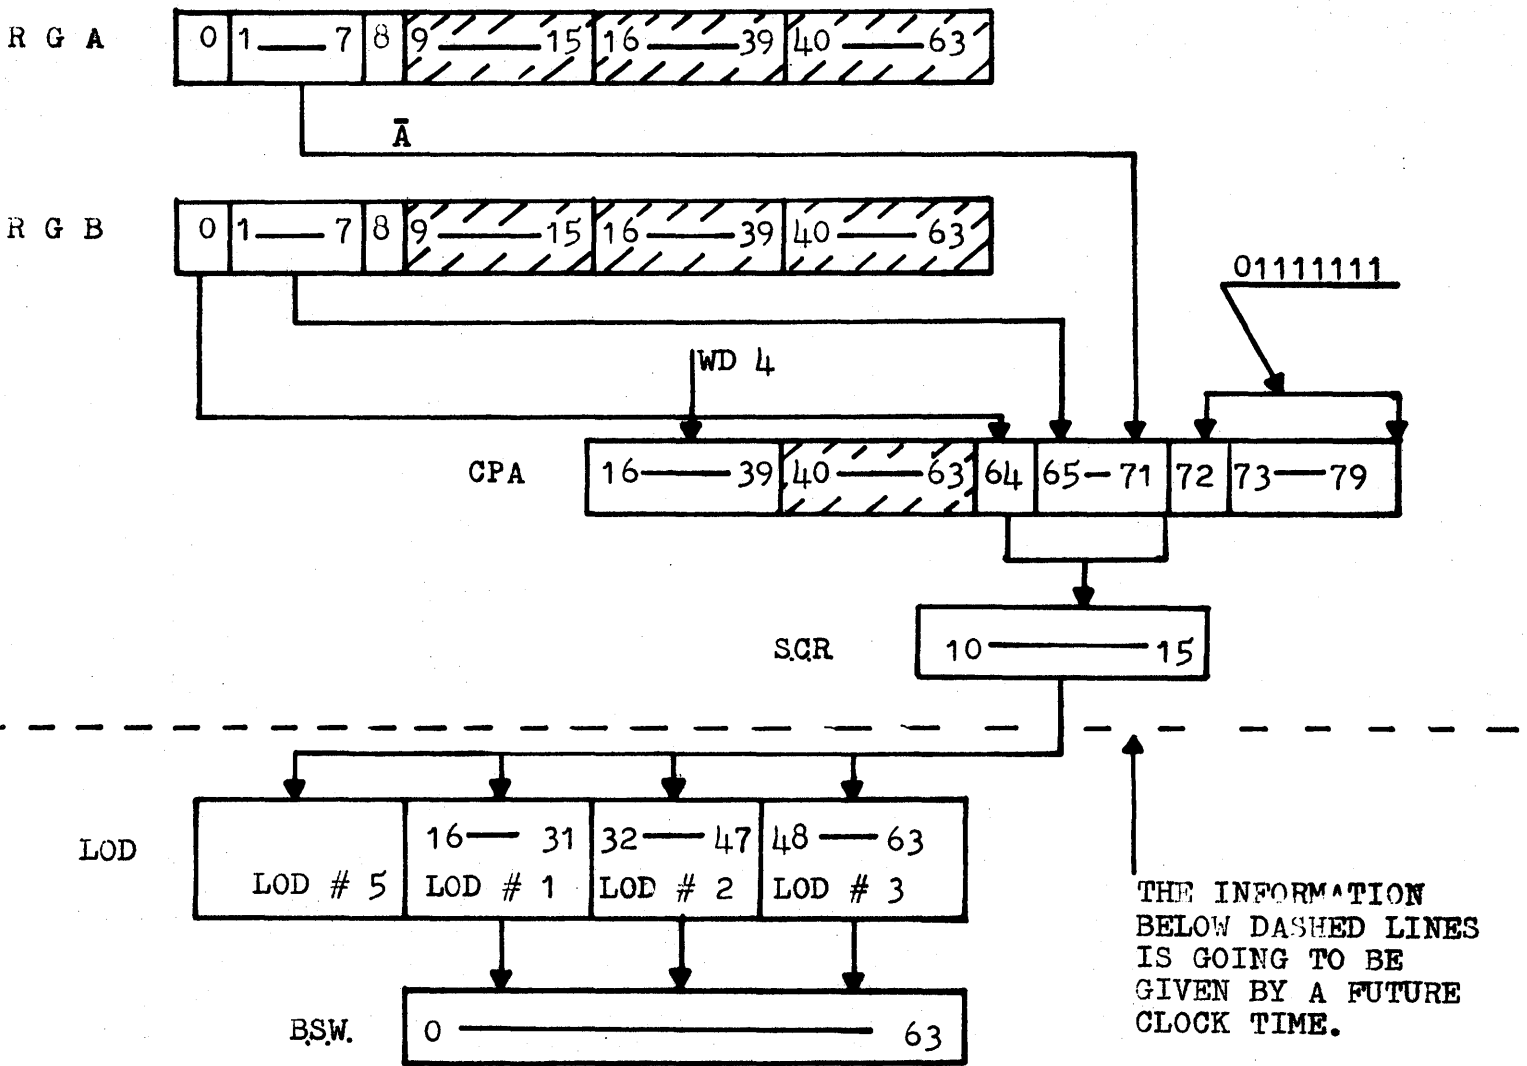 R G A 0 1 — 7 8 9 — 15 16 — 39 40 — 63
Ā
R G B 0 1 — 7 8 9 — 15 16 — 39 40 — 63
01111111
WD 4
CPA 16 — 39 40 — 63 64 65 — 71 72 73 — 79
S.C.R 10 — 15
LOD 16 — 31 32 — 47 48 — 63
LOD # 5 LOD # 1 LOD # 2 LOD # 3
THE INFORMATION
BELOW DASHED LINES
IS GOING TO BE
GIVEN BY A FUTURE
CLOCK TIME.
B.S.W. 0 — 63